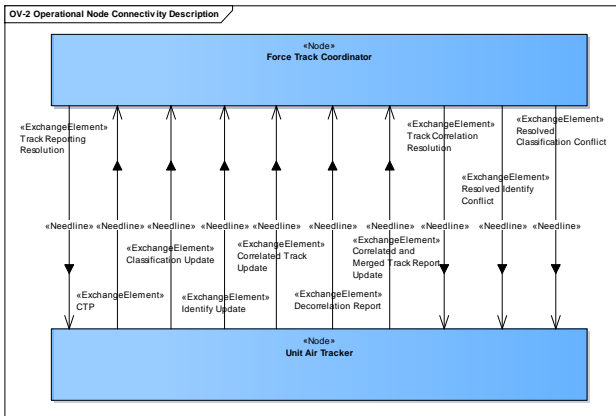 OV-2 Operational Node Connectivity Description
«Node»
Force Track Coordinator
«ExchangeElement»
Track Reporting
Resolution
«ExchangeElement»
Track Correlation
Resolution
«ExchangeElement»
Resolved
Classification Conflict
«ExchangeElement»
Resolved Identify
Conflict
«Needline»
«Needline»
«Needline»
«Needline»
«Needline»
«Needline»
«Needline»
«Needline»
«Needline»
«Needline»
«ExchangeElement»
Classification Update
«ExchangeElement»
Correlated Track
Update
«ExchangeElement»
Correlated and
Merged Track Report
Update
«ExchangeElement»
CTP
«ExchangeElement»
Identify Update
«ExchangeElement»
Decorrelation Report
«Node»
Unit Air Tracker